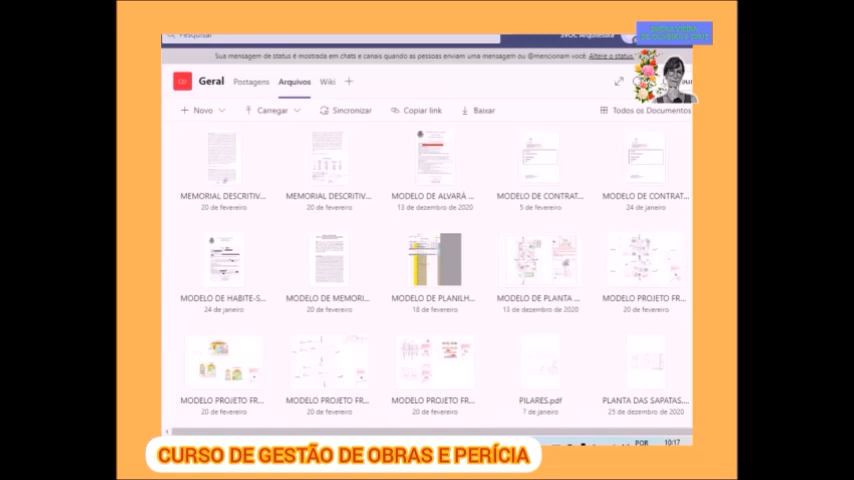 Pesquisar
Sua mensagem de status é mostrada em chats e canais quando as pessoas enviam uma mensagem ou @mencionam você. Altere o status.
Geral Postagens Arquivos Wiki +
+ Novo Carregar Sincronizar Copiar link Baixar Todos os Documentos
MEMORIAL DESCRITIV... MEMORIAL DESCRITIV... MODELO DE ALVARÁ ... MODELO DE CONTRAT... MODELO DE CONTRAT...
20 de fevereiro 20 de fevereiro 13 de dezembro de 2020 5 de fevereiro 24 de janeiro
MODELO DE HABITE-S... MODELO DE MEMORI... MODELO DE PLANILH... MODELO DE PLANTA ... MODELO PROJETO FR...
24 de janeiro 20 de fevereiro 18 de fevereiro 13 de dezembro de 2020 20 de fevereiro
MODELO PROJETO FR... MODELO PROJETO FR... MODELO PROJETO FR... PILARES.pdf PLANTA DAS SAPATAS....
20 de fevereiro 20 de fevereiro 20 de fevereiro 7 de janeiro 25 de dezembro de 2020
POR 10:17
CURSO DE GESTÃO DE OBRAS E PERÍCIA